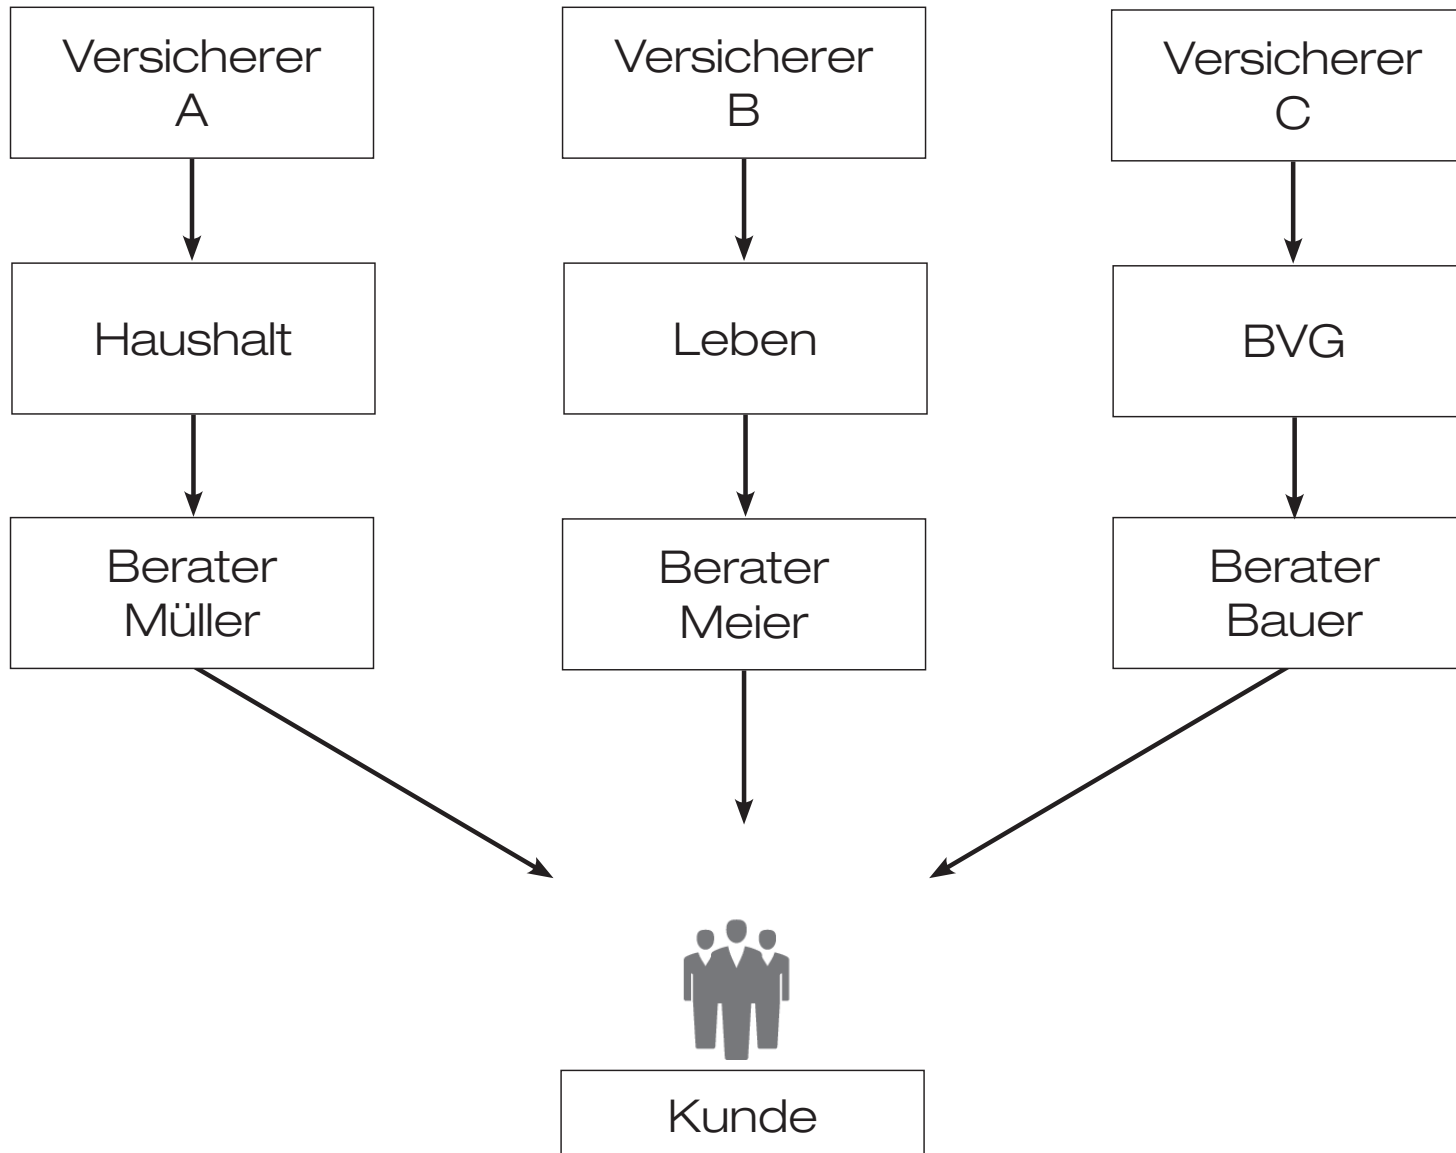 Versicherer
A
Versicherer
B
Versicherer
C
Haushalt
Leben
BVG
Berater
Müller
Berater
Meier
Berater
Bauer
Kunde